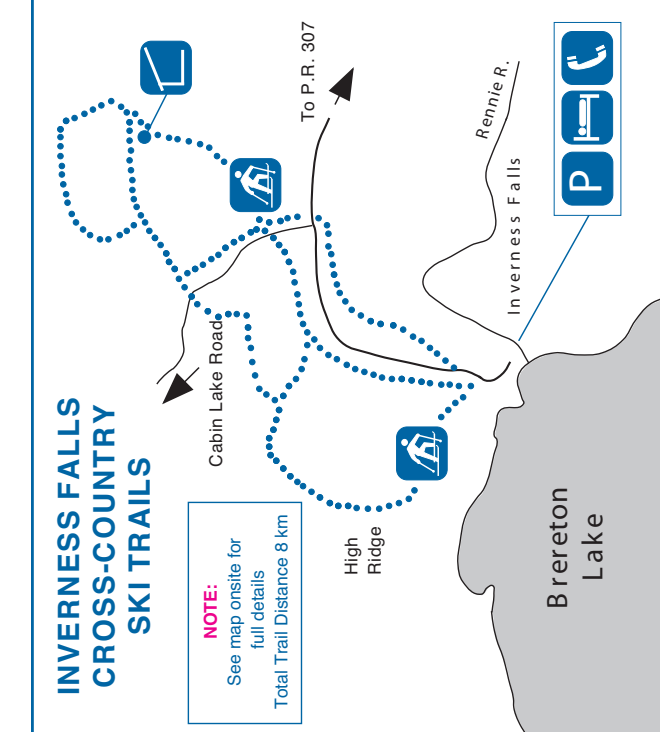 INVERNESS FALLS
CROSS-COUNTRY
SKI TRAILS
NOTE:
See map onsite for
full details
Total Trail Distance 8 km
Cabin Lake Road
To P.R. 307
High
Ridge
Rennie R.
Inverness Falls
P
Brereton
Lake